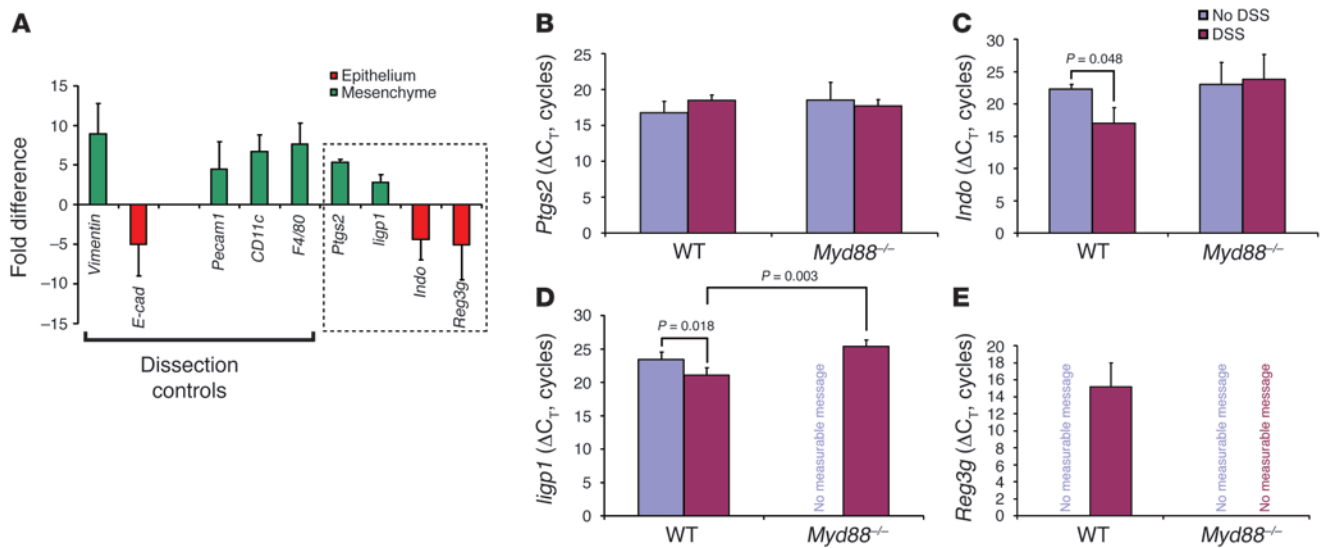 A
Epithelium
Mesenchyme
Fold difference
15
10
5
0
–5
–10
–15
Vimentin
E-cad
Pecam1
CD11c
F4/80
Ptgs2
Iigp1
Indo
Reg3g
Dissection
controls
B
Ptgs2 (ΔCT, cycles)
25
20
15
10
5
0
WT
Myd88–/–
C
No DSS
DSS
Indo (ΔCT, cycles)
30
25
20
15
10
5
0
P = 0.048
WT
Myd88–/–
D
P = 0.003
Iigp1 (ΔCT, cycles)
30
25
20
15
10
5
0
P = 0.018
No measurable message
WT
Myd88–/–
E
Reg3g (ΔCT, cycles)
20
18
16
14
12
10
8
6
4
2
0
No measurable message
No measurable message
No measurable message
WT
Myd88–/–